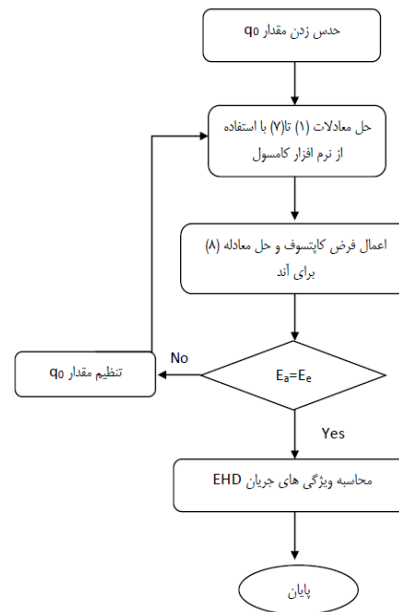 حدس زدن مقدار q0
حل معادلات (۱) تا(۷) با استفاده
از نرم افزار کامسول
اعمال فرض کاپتسوف و حل معادله (۸)
برای آند
Ea=Ee
No
تنظیم مقدار q0
Yes
محاسبه ویژگی های جریان EHD
پایان